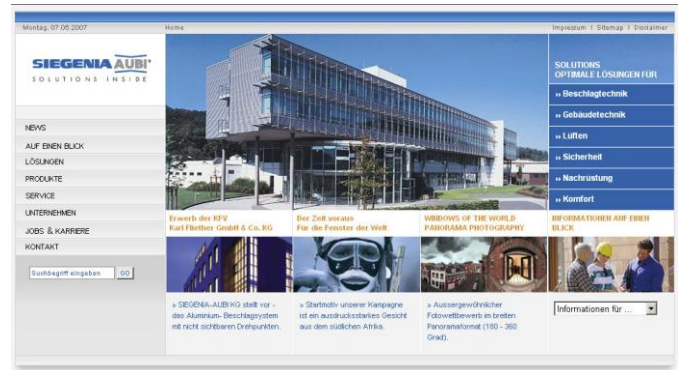 Montag, 07.05.2007
Home
Impressum | Sitemap | Disclaimer
SIEGENIA AUBI
SOLUTIONS INSIDE
NEWS
AUF EINEN BLICK
LÖSUNGEN
PRODUKTE
SERVICE
UNTERNEHMEN
JOBS & KARRIERE
KONTAKT
Suchbegriff eingeben GO
SOLUTIONS
OPTIMALE LÖSUNGEN FÜR
» Beschlagtechnik
» Gebäudetechnik
» Lüften
» Sicherheit
» Nachrüstung
» Komfort
Erwerb der KFV
Karl Fliether GmbH & Co. KG
» SIEGENIA-AUBI KG stellt vor -
das Aluminium- Beschlagsystem
mit nicht sichtbaren Drehpunkten.
Der Zeit voraus
Für die Fenster der Welt
» Startmotiv unserer Kampagne
ist ein ausdrucksstarkes Gesicht
aus dem südlichen Afrika.
WINDOWS OF THE WORLD
PANORAMA PHOTOGRAPHY
» Aussergewöhnlicher
Fotowettbewerb im breiten
Panoramaformat (180 - 360
Grad).
INFORMATIONEN AUF EINEN
BLICK
Informationen für ...